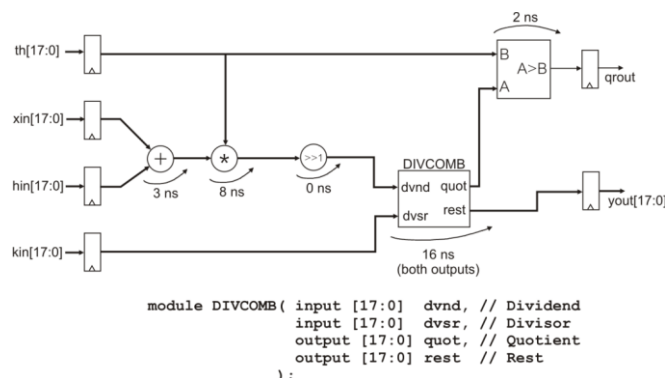 2 ns
th[17:0]
B
A>B
A
qrout
xin[17:0]
DIVCOMB
+
*
>>1
dvnd quot
hin[17:0]
3 ns
8 ns
0 ns
rest
yout[17:0]
dvsr
kin[17:0]
16 ns
(both outputs)
module DIVCOMB( input [17:0] dvnd, // Dividend
input [17:0] dvsr, // Divisor
output [17:0] quot, // Quotient
output [17:0] rest // Rest
);